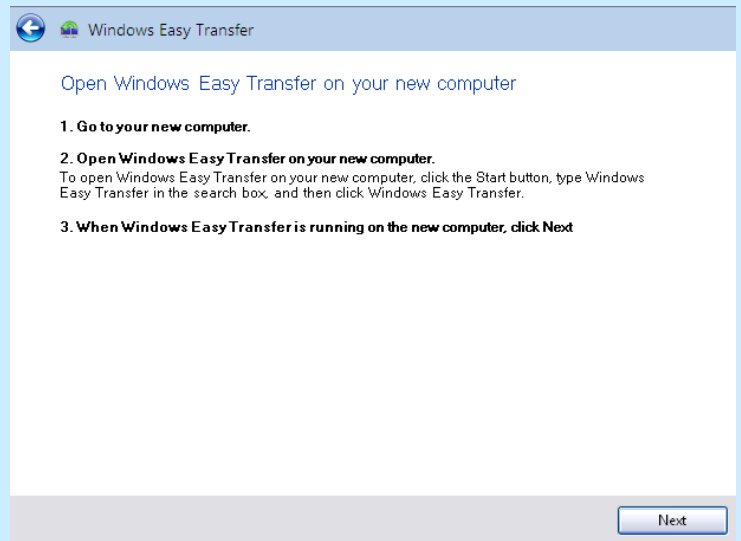 Windows Easy Transfer
Open Windows Easy Transfer on your new computer
1. Go to your new computer.
2. Open Windows Easy Transfer on your new computer.
To open Windows Easy Transfer on your new computer, click the Start button, type Windows
Easy Transfer in the search box, and then click Windows Easy Transfer.
3. When Windows Easy Transfer is running on the new computer, click Next
Next